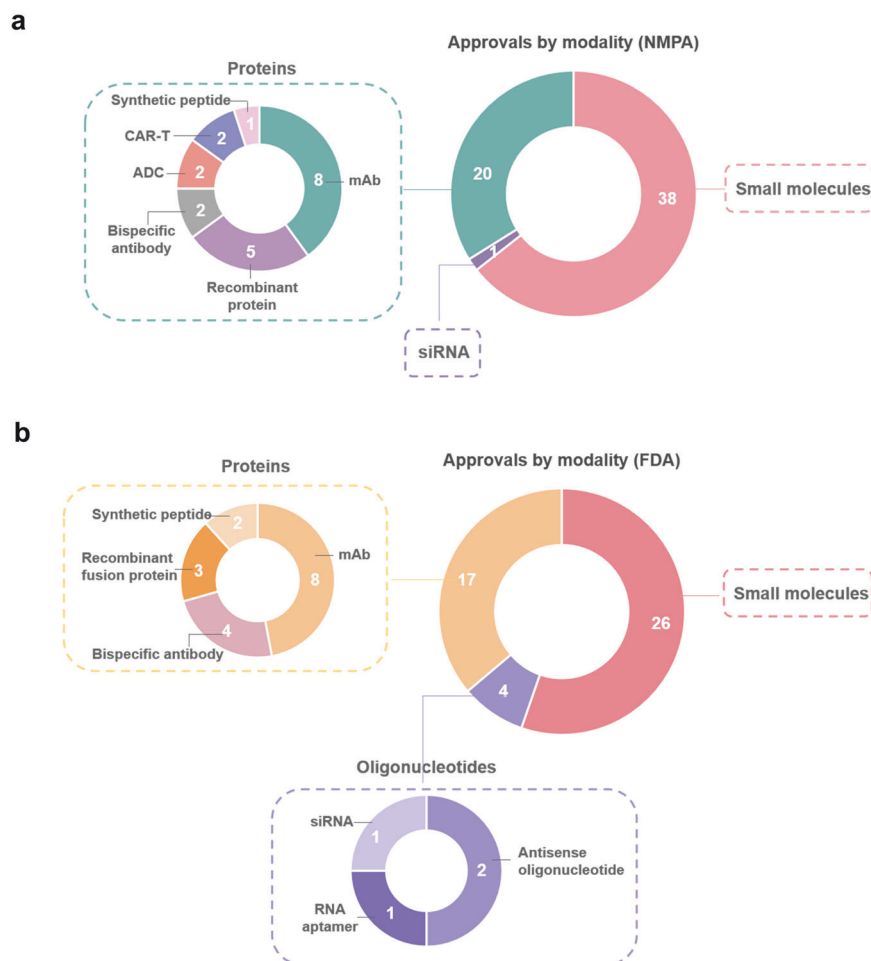 a
Approvals by modality (NMPA)
Proteins
Synthetic peptide
1
CAR-T
2
ADC
2
8
mAb
Bispecific
antibody
2
5
Recombinant
protein
20
38
Small molecules
1
siRNA
b
Approvals by modality (FDA)
Proteins
Synthetic peptide
2
mAb
Recombinant
fusion protein
3
8
Bispecific antibody
4
17
26
Small molecules
4
Oligonucleotides
siRNA
1
Antisense
oligonucleotide
2
RNA
aptamer
1